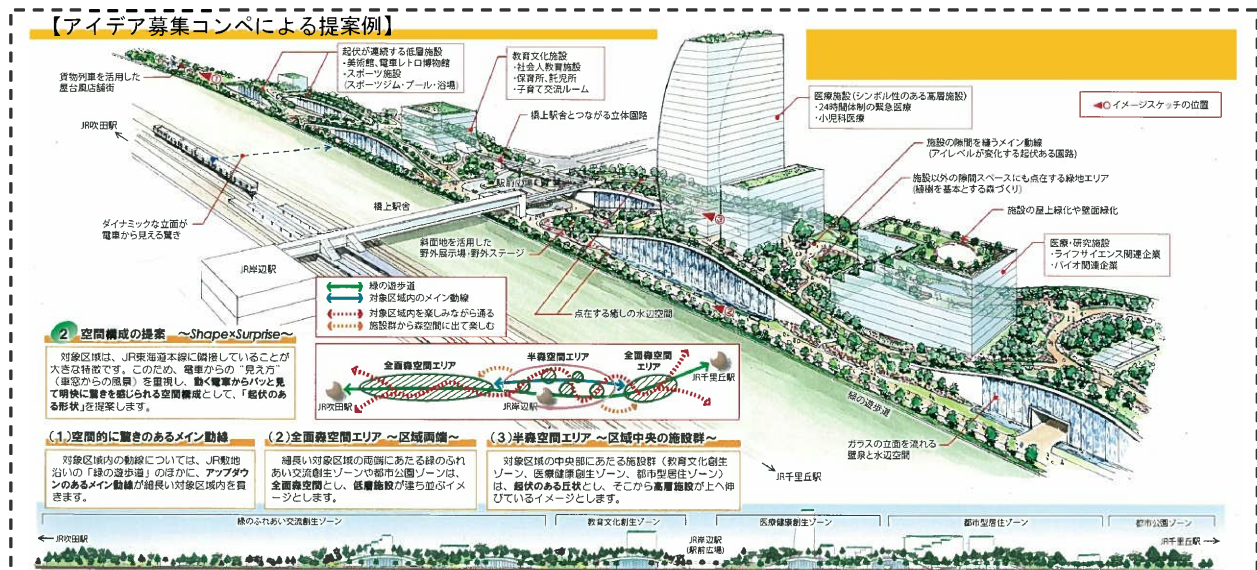 【アイデア募集コンペによる提案例】
起伏が連続する低層施設
・美術館、電車レトロ博物館
・スポーツ施設
(スポーツジム・プール・浴場)
教育文化施設
・社会人教育施設
・保育所、託児所
・子育て交流ルーム
貨物列車を活用した
屋台風店舗街
①
JR吹田駅
橋上駅舎とつながる立体園路
医療施設(シンボル性のある高層施設)
・24時間体制の緊急医療
・小児科医療
イメージスケッチの位置
施設の隙間を縫うメイン動線
(アイレベルが変化する起伏ある園路)
施設以外の隙間スペースにも点在する緑地エリア
(植樹を基本とする森づくり)
施設の屋上緑化や壁面緑化
駅前広場
橋上駅舎
ダイナミックな立面が
電車から見える驚き
斜面地を活用した
野外展示場・野外ステージ
③
医療・研究施設
・ライフサイエンス関連企業
・バイオ関連企業
JR岸辺駅
緑の遊歩道
対象区域内のメイン動線
対象区域内を楽しみながら通る
施設群から森空間に出て楽しむ
点在する癒しの水辺空間
②
2 空間構成の提案 ～Shape×Surprise～
対象区域は、JR東海道本線に隣接していることが
大きな特徴です。このため、電車からの“見え方”
(車窓からの風景)を重視し、動く電車からパッと見
て明快に驚きを感じられる空間構成として、「起伏のあ
る形状」を提案します。
全面森空間エリア
半森空間エリア
全面森空間
エリア
JR吹田駅
JR岸辺駅
JR千里丘駅
緑の遊歩道
ガラスの立面を流れる
壁泉と水辺空間
JR千里丘駅
(1)空間的に驚きのあるメイン動線
対象区域内の動線については、JR敷地
沿いの「緑の遊歩道」のほかに、アップダウ
ンのあるメイン動線が細長い対象区域内を貫
きます。
(2)全面森空間エリア ～区域両端～
細長い対象区域の両端にあたる緑のふれ
あい交流創生ゾーンや都市公園ゾーンは、
全面森空間とし、低層施設が建ち並ぶイメ
ージとします。
(3)半森空間エリア ～区域中央の施設群～
対象区域の中央部にあたる施設群(教育文化創生
ゾーン、医療健康創生ゾーン、都市型居住ゾーン)
は、起伏のある丘状とし、そこから高層施設が上へ伸
びているイメージとします。
緑のふれあい交流創生ゾーン
教育文化創生ゾーン
医療健康創生ゾーン
都市型居住ゾーン
都市公園ゾーン
JR吹田駅
JR岸辺駅
(駅前広場)
JR千里丘駅